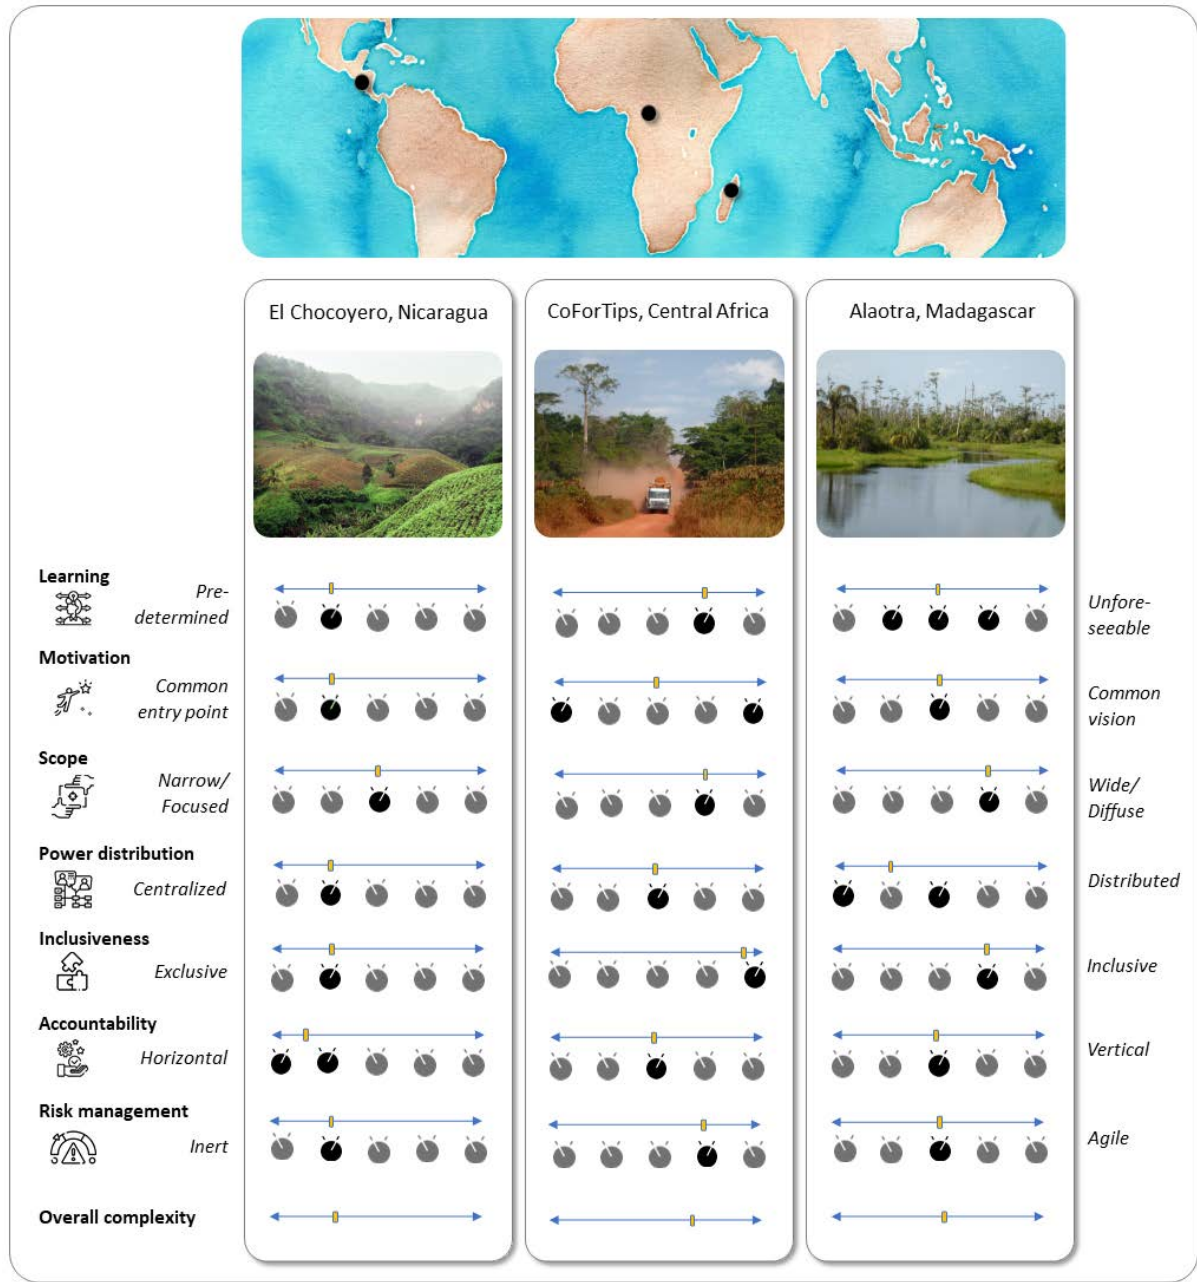 El Chocoyero, Nicaragua
CoForTips, Central Africa
Alaotra, Madagascar
Learning
Pre-
determined
Unfore-
seeable
Motivation
Common
entry point
Common
vision
Scope
Narrow/
Focused
Wide/
Diffuse
Power distribution
Centralized
Distributed
Inclusiveness
Exclusive
Inclusive
Accountability
Horizontal
Vertical
Risk management
Inert
Agile
Overall complexity